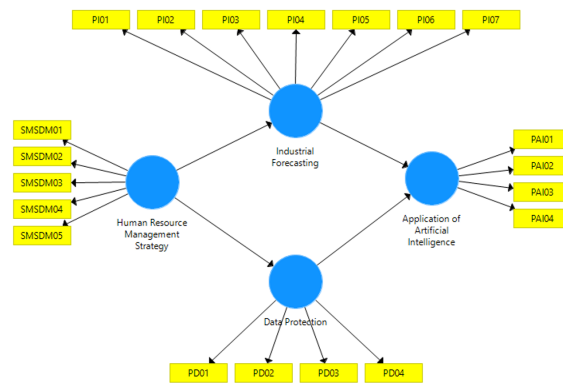 PI01 PI02 PI03 PI04 PI05 PI06 PI07
Industrial
Forecasting
SMSDM01
SMSDM02
SMSDM03
SMSDM04
SMSDM05
Human Resource
Management
Strategy
PAI01
PAI02
PAI03
PAI04
Application of
Artificial
Intelligence
Data Protection
PD01 PD02 PD03 PD04